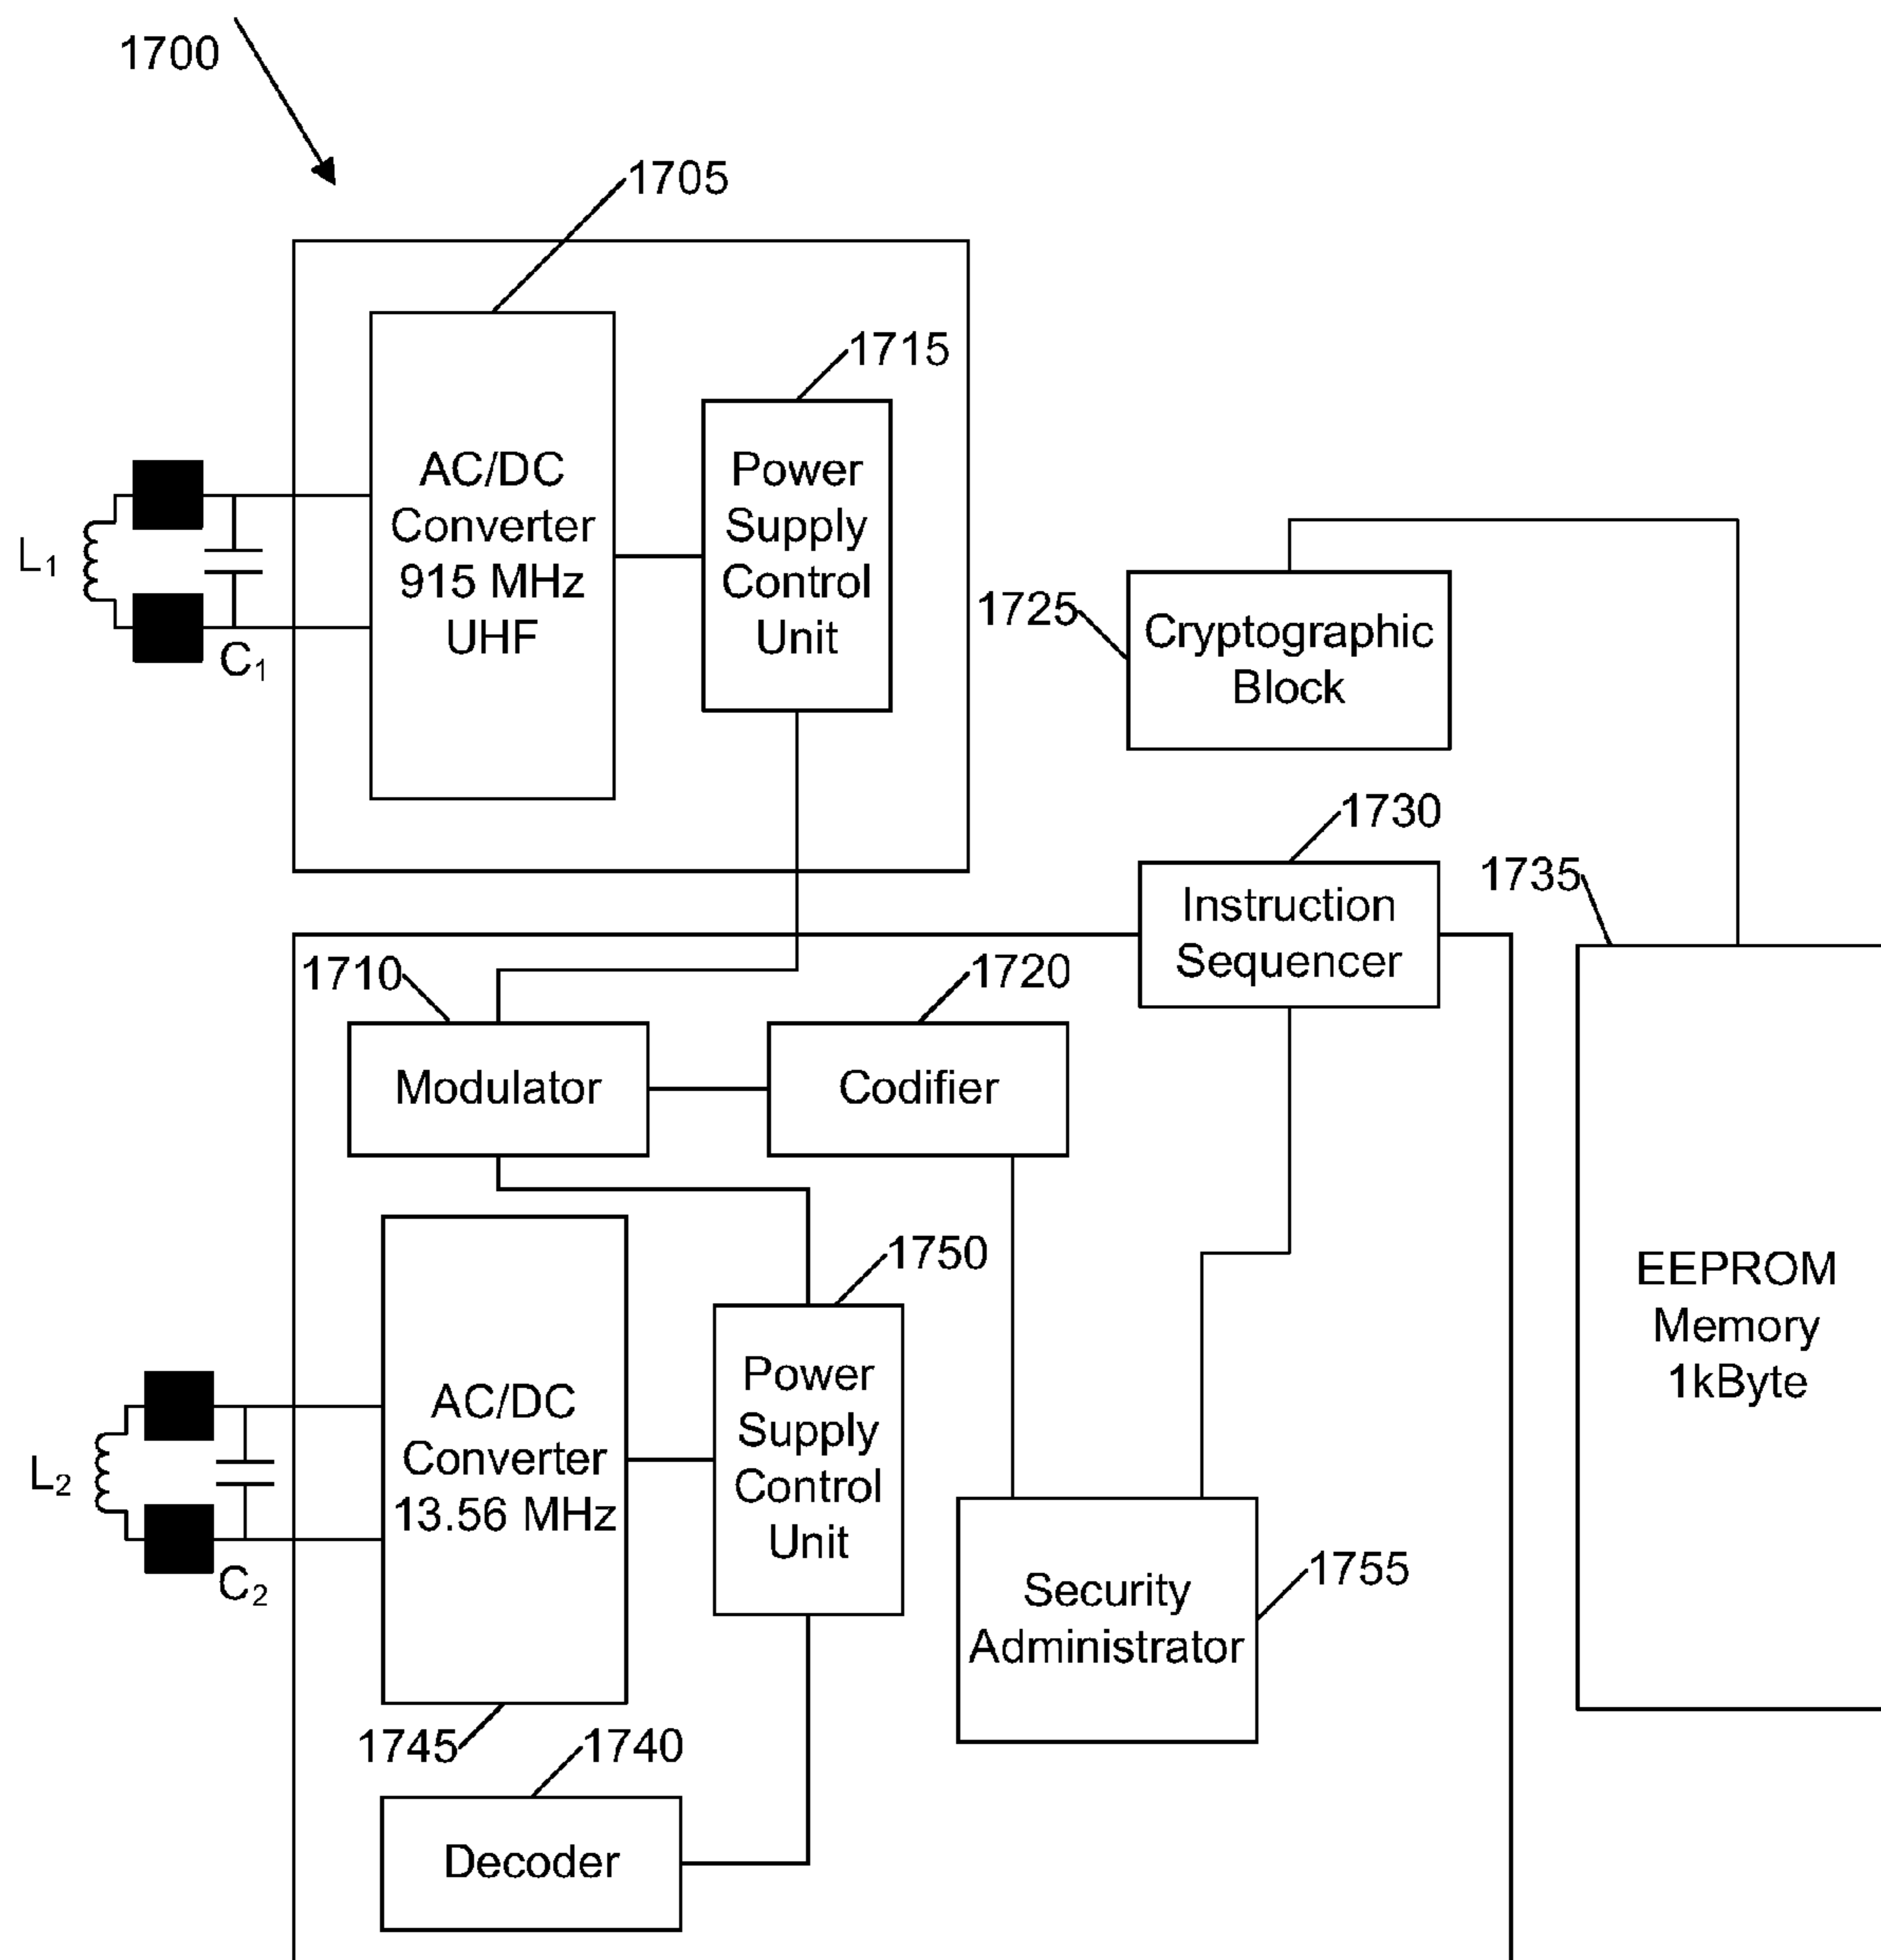 1700
1705
1715
AC/DC
Converter
915 MHz
UHF
Power
Supply
Control
Unit
L₁
C₁
1725
Cryptographic
Block
1730
Instruction
Sequencer
1735
EEPROM
Memory
1kByte
1710
Modulator
1720
Codifier
1750
AC/DC
Converter
13.56 MHz
Power
Supply
Control
Unit
L₂
C₂
1755
Security
Administrator
1745
1740
Decoder